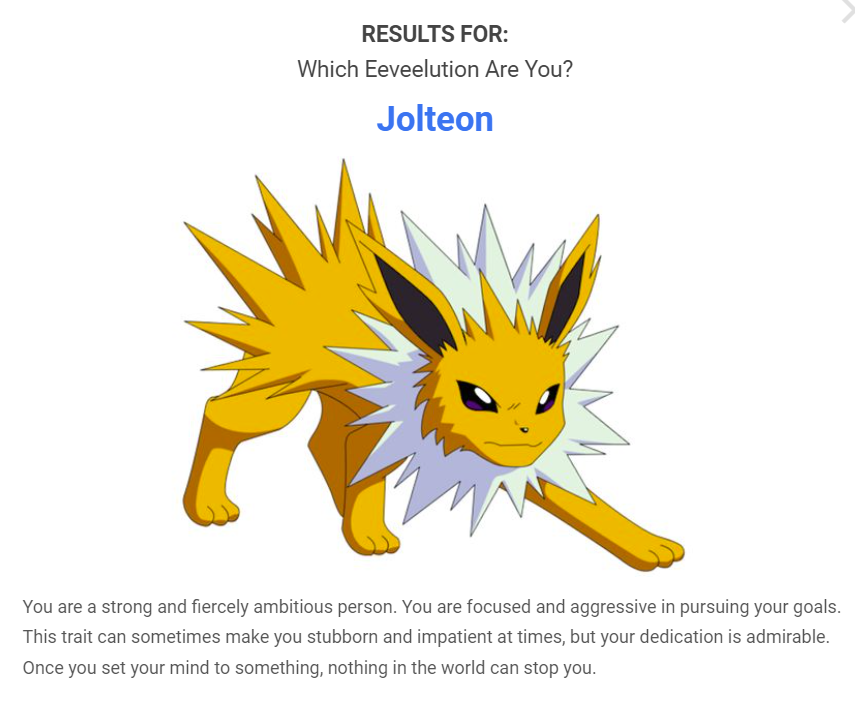 RESULTS FOR:
Which Eeveelution Are You?
Jolteon
You are a strong and fiercely ambitious person. You are focused and aggressive in pursuing your goals.
This trait can sometimes make you stubborn and impatient at times, but your dedication is admirable.
Once you set your mind to something, nothing in the world can stop you.